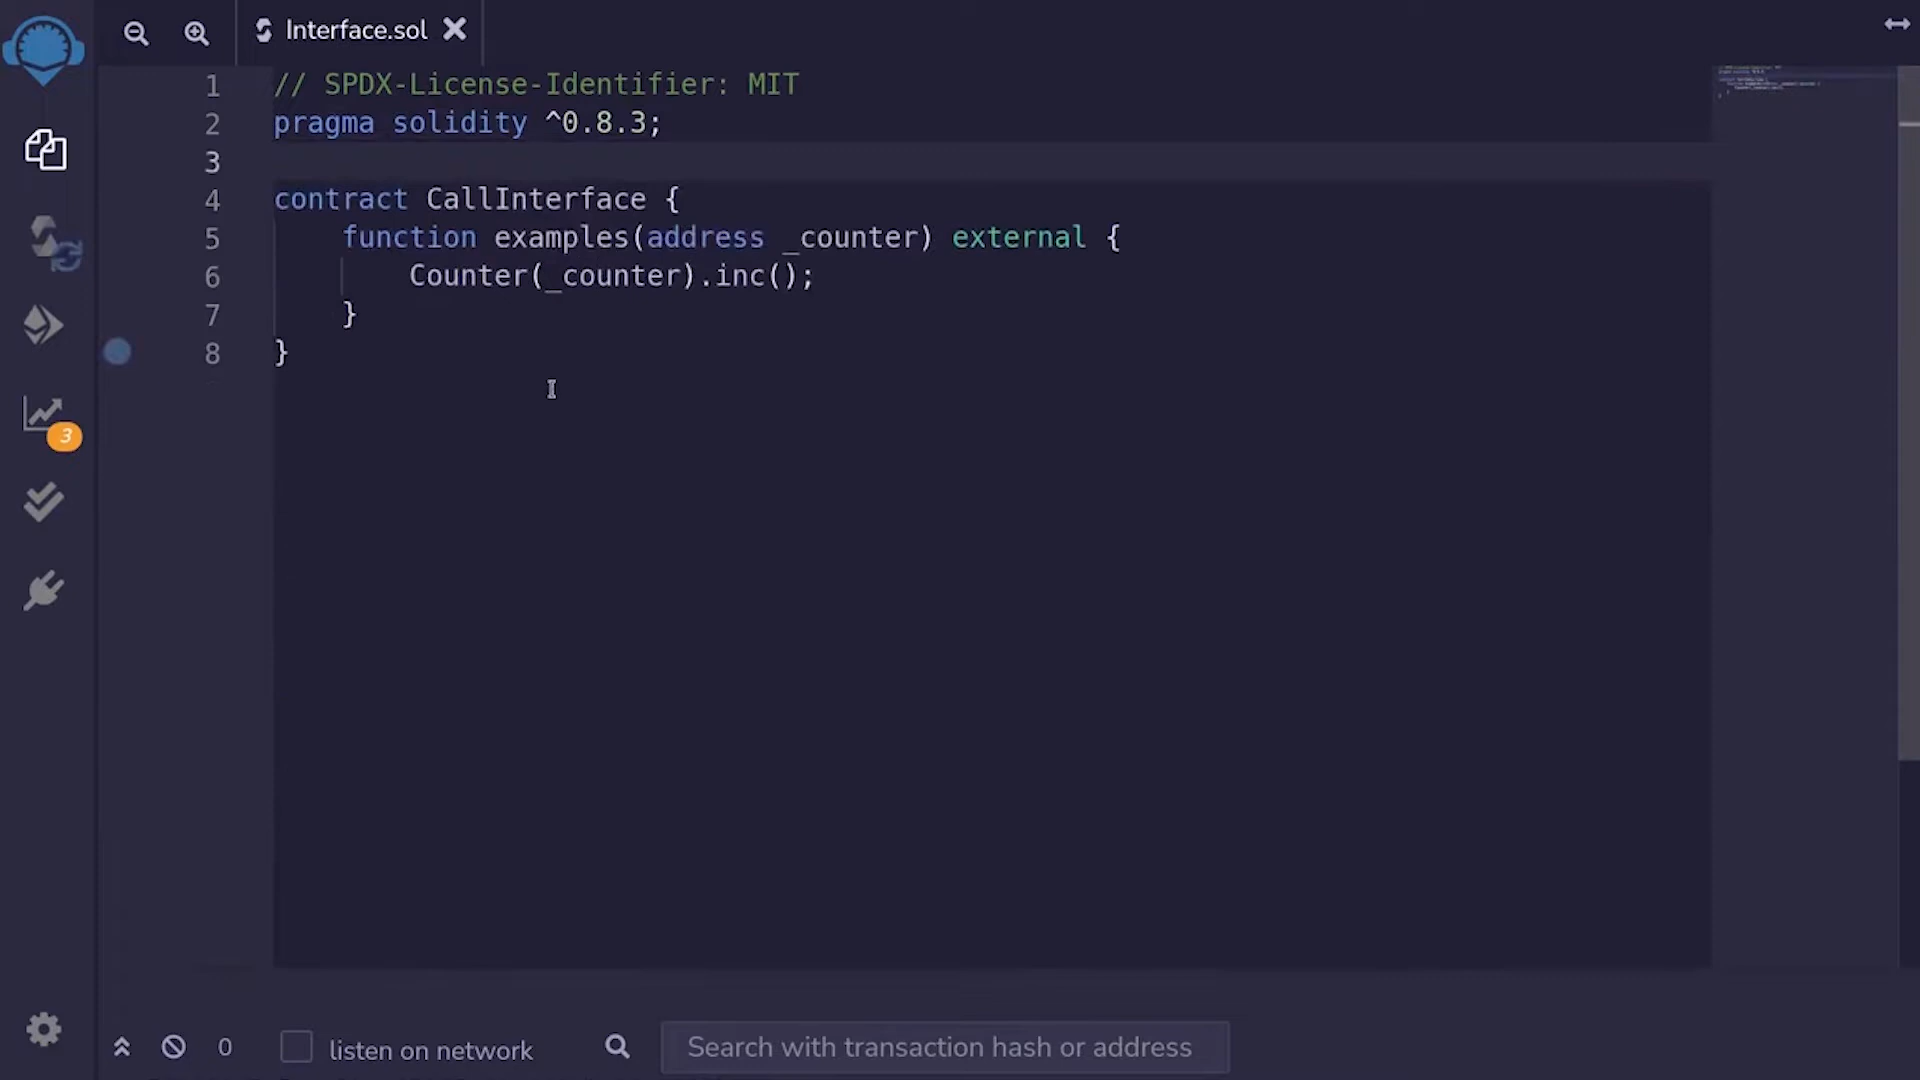 Interface.sol
1 // SPDX-License-Identifier: MIT
2 pragma solidity ^0.8.3;
3
4 contract CallInterface {
5 function examples(address _counter) external {
6 Counter(_counter).inc();
7 }
8 }
3
0 listen on network Search with transaction hash or address